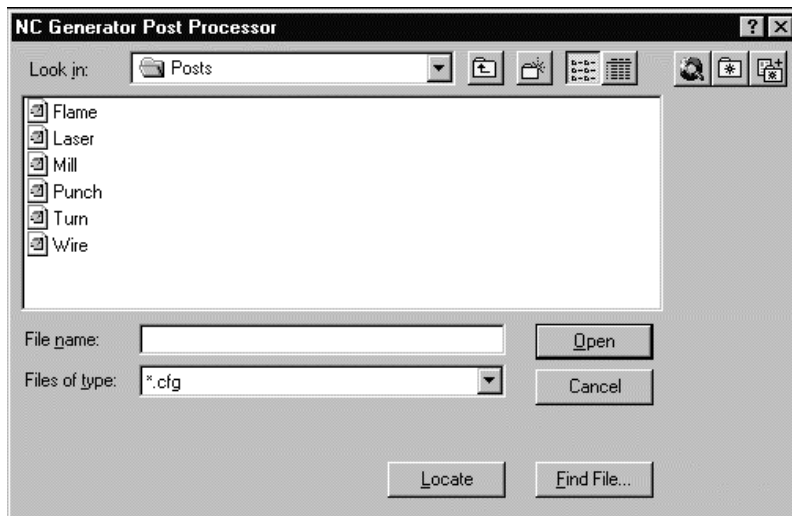 NC Generator Post Processor
Look in: Posts
Flame
Laser
Mill
Punch
Turn
Wire
File name: Open
Files of type: *.cfg Cancel
Locate Find File...